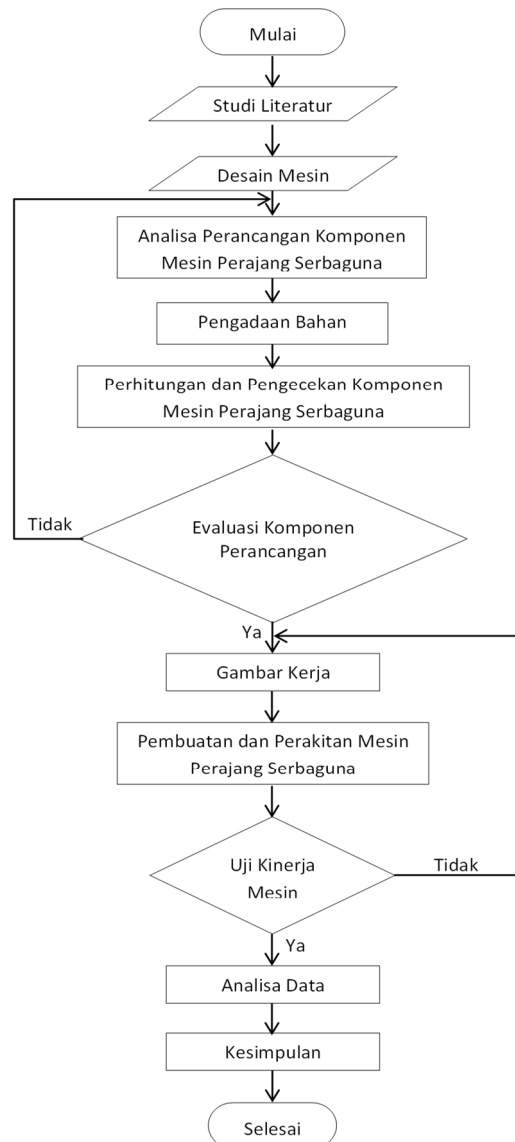 Mulai
Studi Literatur
Desain Mesin
Analisa Perancangan Komponen
Mesin Perajang Serbaguna
Pengadaan Bahan
Perhitungan dan Pengecekan Komponen
Mesin Perajang Serbaguna
Tidak
Evaluasi Komponen
Perancangan
Ya
Gambar Kerja
Pembuatan dan Perakitan Mesin
Perajang Serbaguna
Uji Kinerja
Mesin
Tidak
Ya
Analisa Data
Kesimpulan
Selesai